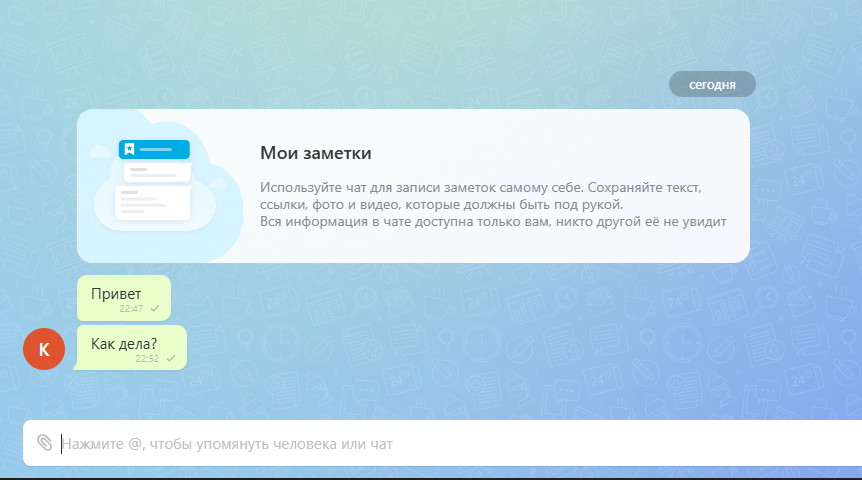 сегодня
Мои заметки
Используйте чат для записи заметок самому себе. Сохраняйте текст,
ссылки, фото и видео, которые должны быть под рукой.
Вся информация в чате доступна только вам, никто другой её не увидит
Привет
22:47
К
Как дела?
22:52
Нажмите @, чтобы упомянуть человека или чат